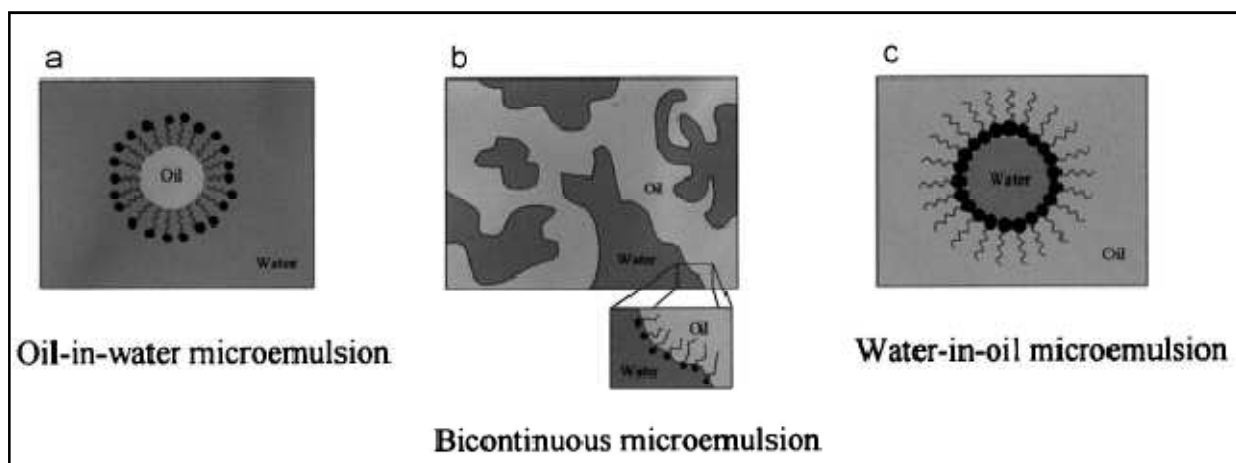 a
b
c
Oil
Water
Oil
Water
Water
Oil
Oil
Water
Oil-in-water microemulsion
Water-in-oil microemulsion
Bicontinuous microemulsion